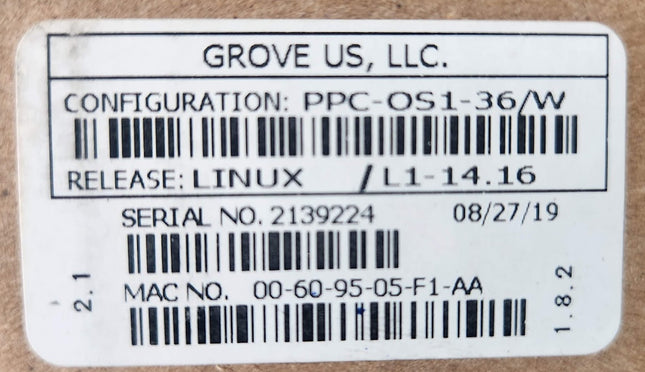 GROVE US, LLC.
CONFIGURATION: PPC-OS1-36/W
RELEASE: LINUX /L1-14.16
SERIAL NO. 2139224 08/27/19
MAC NO. 00-60-95-05-F1-AA
2.1
1.8.2